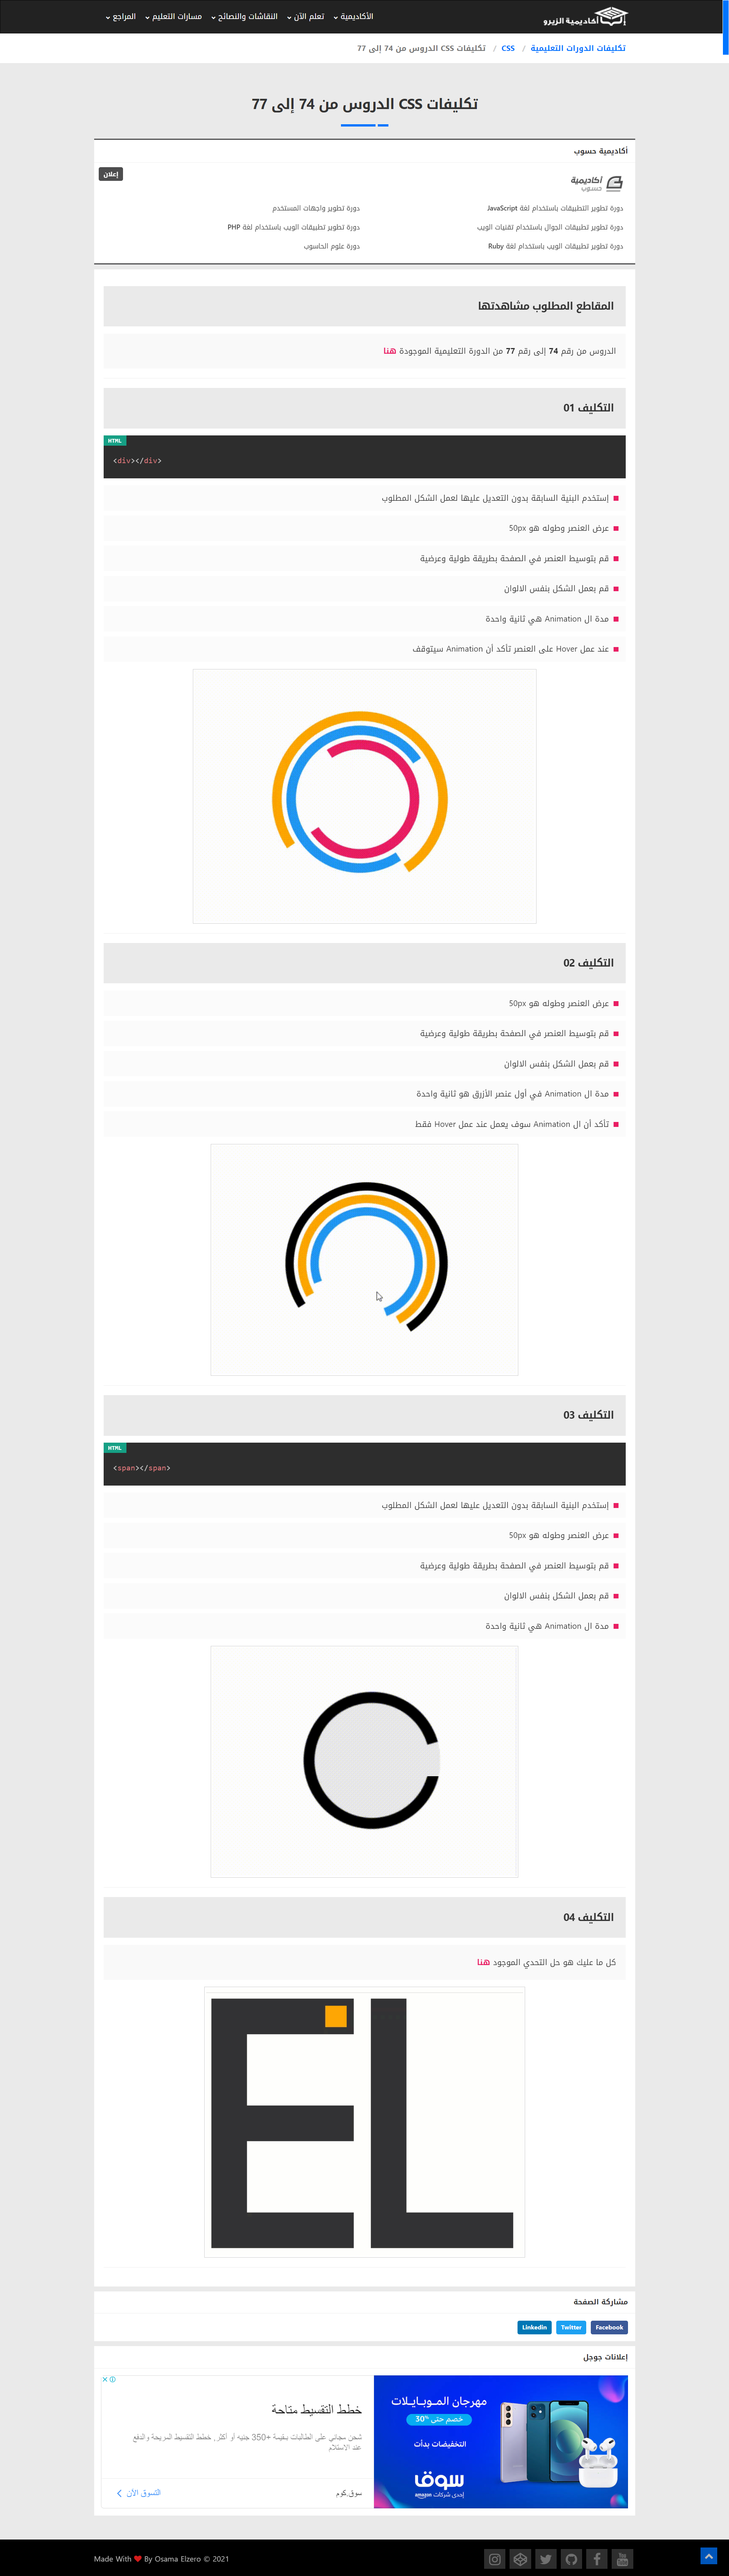 أكاديمية الزيرو
الأكاديمية
تعلم الآن
النقاشات والنصائح
مسارات التعليم
المراجع
تكليفات الدورات التعليمية / CSS / تكليفات CSS الدروس من 74 إلى 77
تكليفات CSS الدروس من 74 إلى 77
أكاديمية حسوب
إعلان
أكاديمية
حسوب
دورة تطوير التطبيقات باستخدام لغة JavaScript
دورة تطوير واجهات المستخدم
دورة تطوير تطبيقات الجوال باستخدام تقنيات الويب
دورة تطوير تطبيقات الويب باستخدام لغة PHP
دورة تطوير تطبيقات الويب باستخدام لغة Ruby
دورة علوم الحاسوب
المقاطع المطلوب مشاهدتها
الدروس من رقم 74 إلى رقم 77 من الدورة التعليمية الموجودة هنا
التكليف 01
HTML
<div></div>
إستخدم البنية السابقة بدون التعديل عليها لعمل الشكل المطلوب
عرض العنصر وطوله هو 50px
قم بتوسيط العنصر في الصفحة بطريقة طولية وعرضية
قم بعمل الشكل بنفس الالوان
مدة ال Animation هي ثانية واحدة
عند عمل Hover على العنصر تأكد أن Animation سيتوقف
التكليف 02
عرض العنصر وطوله هو 50px
قم بتوسيط العنصر في الصفحة بطريقة طولية وعرضية
قم بعمل الشكل بنفس الالوان
مدة ال Animation في أول عنصر الأزرق هو ثانية واحدة
تأكد أن ال Animation سوف يعمل عند عمل Hover فقط
التكليف 03
HTML
<span></span>
إستخدم البنية السابقة بدون التعديل عليها لعمل الشكل المطلوب
عرض العنصر وطوله هو 50px
قم بتوسيط العنصر في الصفحة بطريقة طولية وعرضية
قم بعمل الشكل بنفس الالوان
مدة ال Animation هي ثانية واحدة
التكليف 04
كل ما عليك هو حل التحدي الموجود هنا
EL
مشاركة الصفحة
Facebook
Twitter
Linkedin
إعلانات جوجل
مهرجان الموبايلات
خصم حتى 30%
التخفيضات بدأت
سوق
إحدى شركات amazon
خطط التقسيط متاحة
شحن مجاني على الطلبات بقيمة +350 جنيه أو أكثر, خطط التقسيط المريحة والدفع
عند الاستلام
سوق.كوم
التسوق الآن
Made With ❤ By Osama Elzero © 2021
You